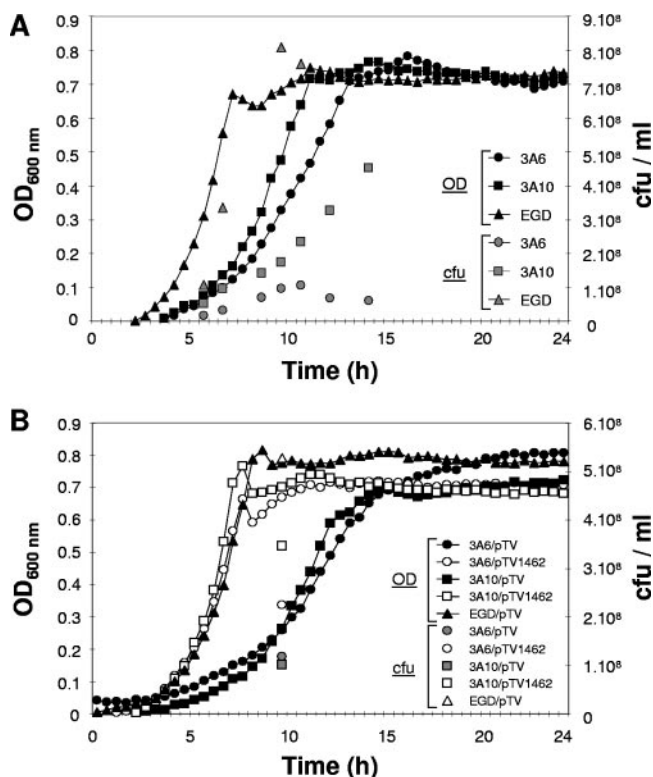 A
OD600 nm
0.9
0.8
0.7
0.6
0.5
0.4
0.3
0.2
0.1
0
9.10⁸
8.10⁸
7.10⁸
6.10⁸
5.10⁸
4.10⁸
3.10⁸
2.10⁸
1.10⁸
0
cfu / ml
OD
3A6
3A10
EGD
cfu
3A6
3A10
EGD
0 5 10 15 20 24
Time (h)
B
OD600 nm
0.9
0.8
0.7
0.6
0.5
0.4
0.3
0.2
0.1
0
6.10⁸
5.10⁸
4.10⁸
3.10⁸
2.10⁸
1.10⁸
0
cfu / ml
OD
3A6/pTV
3A6/pTV1462
3A10/pTV
3A10/pTV1462
EGD/pTV
cfu
3A6/pTV
3A6/pTV1462
3A10/pTV
3A10/pTV1462
EGD/pTV
0 5 10 15 20 24
Time (h)